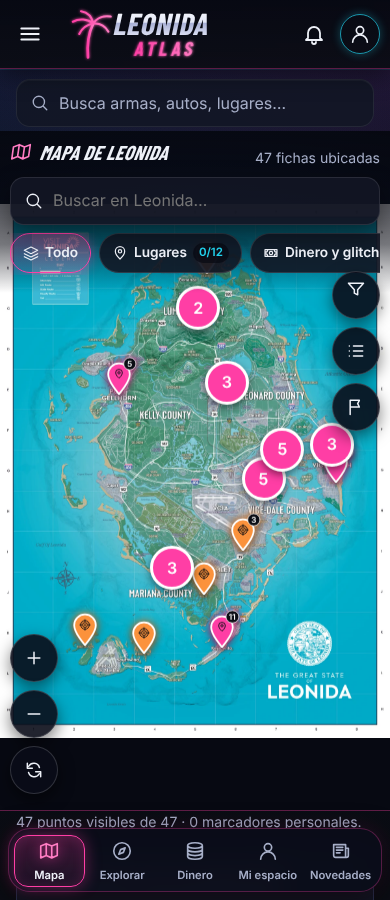 LEONIDA
ATLAS
Busca armas, autos, lugares...
MAPA DE LEONIDA
47 fichas ubicadas
Buscar en Leonida...
Todo
Lugares 0/12
Dinero y glitch
2
3
5
GELLHORN
LEONARD COUNTY
KELLY COUNTY
5
3
5
VICE-DALE COUNTY
3
3
MARIANA COUNTY
11
THE GREAT STATE
OF
LEONIDA
47 puntos visibles de 47 · 0 marcadores personales.
Mapa
Explorar
Dinero
Mi espacio
Novedades